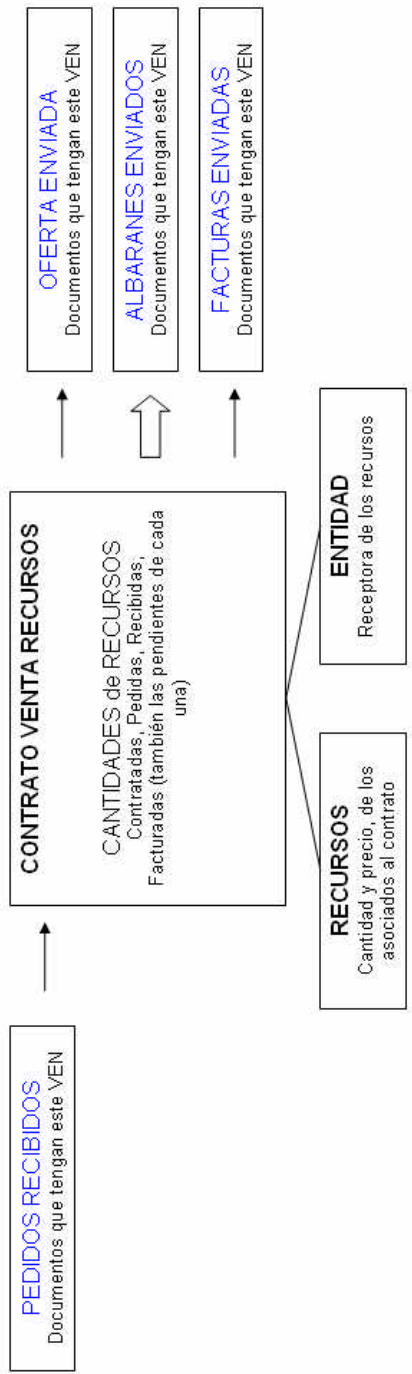 PEDIDOS RECIBIDOS
Documentos que tengan este VEN
CONTRATO VENTA RECURSOS
CANTIDADES de RECURSOS
Contratadas, Pedidas, Recibidas,
Facturadas (también las pendientes de cada
una)
OFERTA ENVIADA
Documentos que tengan este VEN
ALBARANES ENVIADOS
Documentos que tengan este VEN
FACTURAS ENVIADAS
Documentos que tengan este VEN
RECURSOS
Cantidad y precio, de los
asociados al contrato
ENTIDAD
Receptora de los recursos